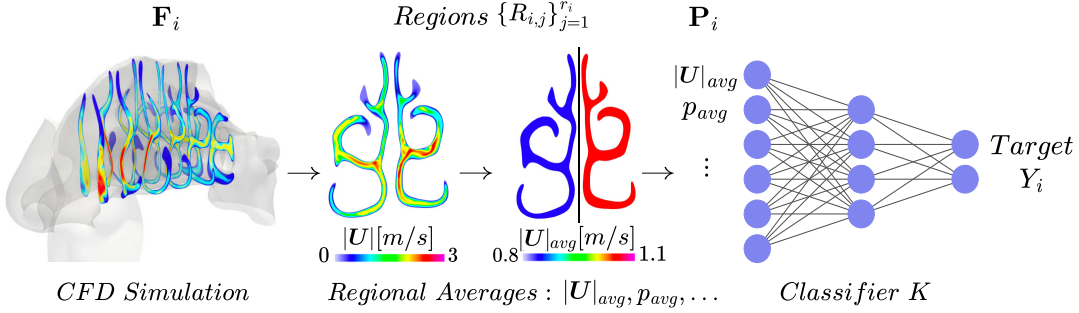 F_i
Regions {R_{i,j}}_{j=1}^{r_i}
P_i
|U|_{avg}
p_{avg}
⋮
Target
Y_i
|U|[m/s]
0 3
|U|_{avg}[m/s]
0.8 1.1
CFD Simulation
Regional Averages : |U|_{avg}, p_{avg}, ...
Classifier K